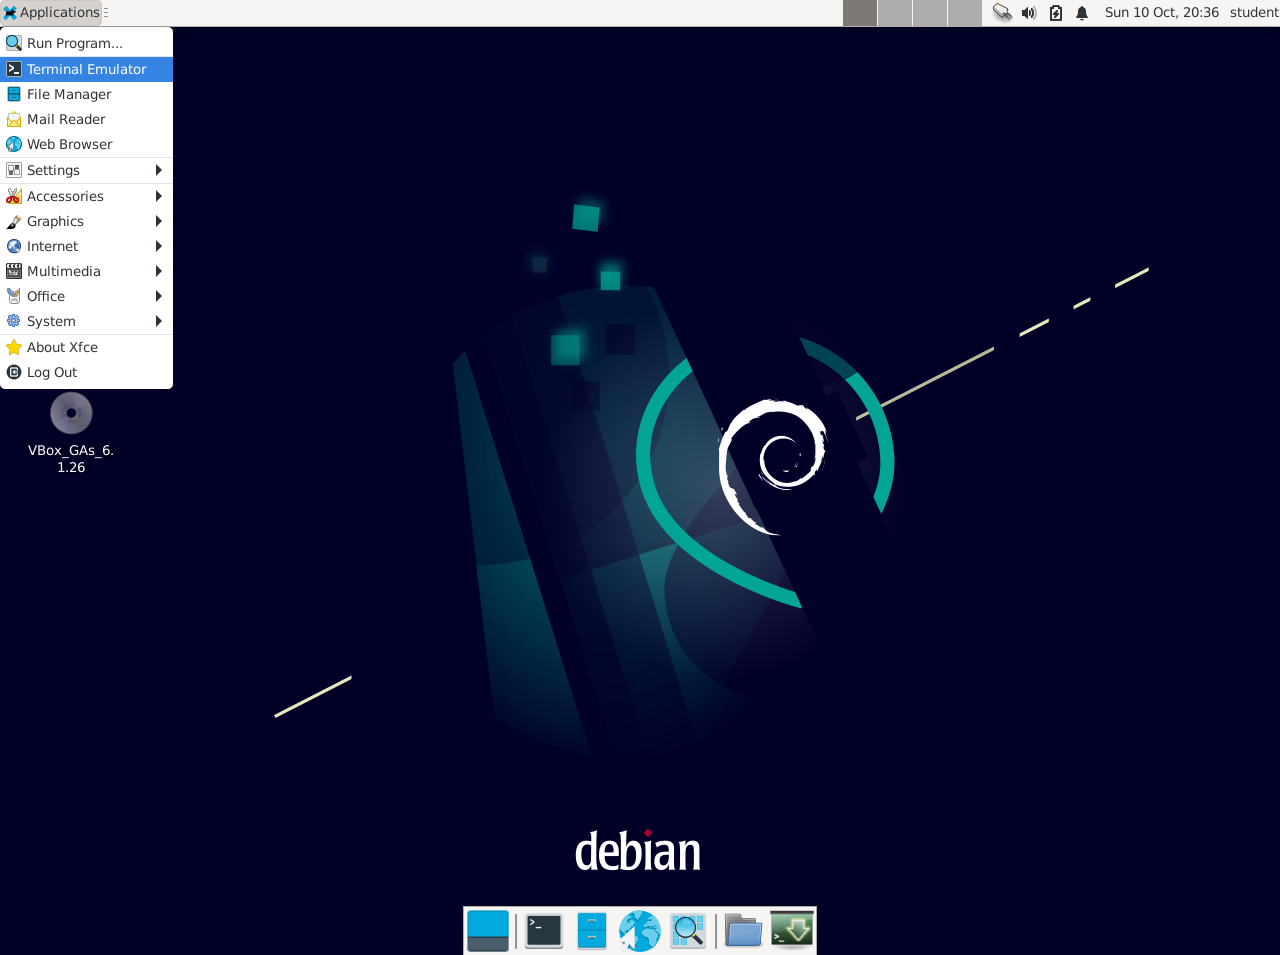 Applications
Sun 10 Oct, 20:36 student
Run Program...
Terminal Emulator
File Manager
Mail Reader
Web Browser
Settings
Accessories
Graphics
Internet
Multimedia
Office
System
About Xfce
Log Out
VBox_GAs_6.
1.26
debian